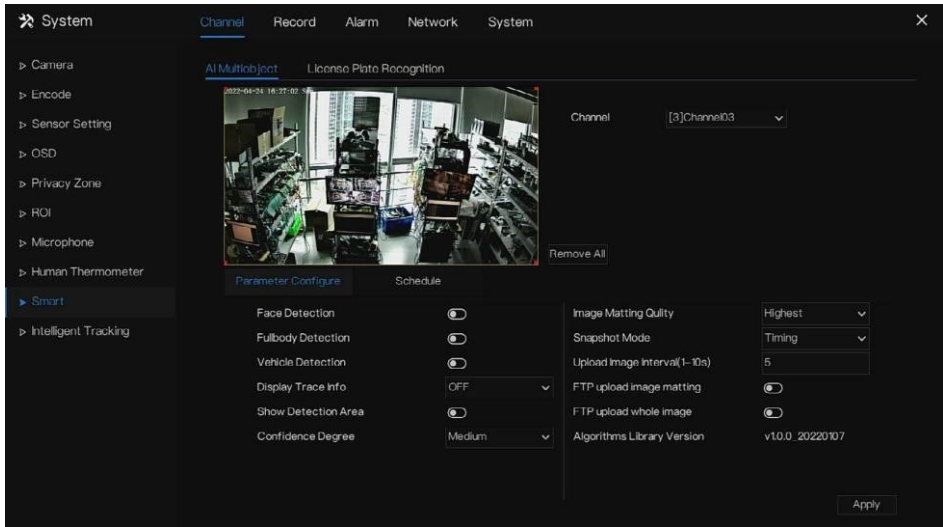 System
Channel Record Alarm Network System
Camera
Encode
Sensor Setting
OSD
Privacy Zone
ROI
Microphone
Human Thermometer
Smart
Intelligent Tracking
AI Multiobject License Plate Recognition
2022-04-24 16:27:02
Channel [3]Channel03
Remove All
Parameter Configure Schedule
Face Detection
Fullbody Detection
Vehicle Detection
Display Trace Info OFF
Show Detection Area
Confidence Degree Medium
Image Matting Qulity Highest
Snapshot Mode Timing
Upload Image Interval(1-10s) 5
FTP upload image matting
FTP upload whole image
Algorithms Library Version v1.0.0_20220107
Apply